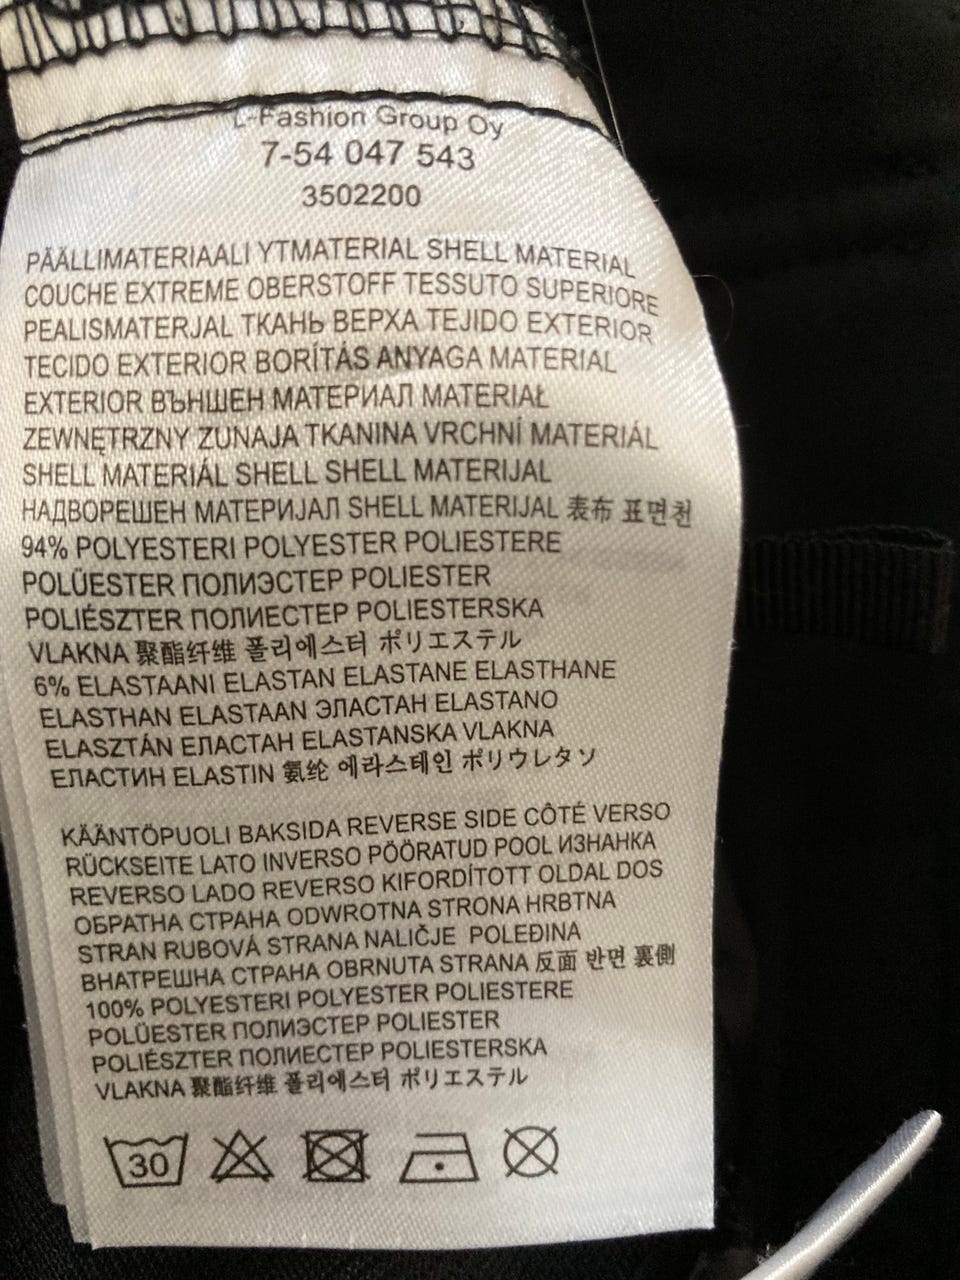 L-Fashion Group Oy
7-54 047 543
3502200
PÄÄLLIMATERIAALI YTMATERIAL SHELL MATERIAL
COUCHE EXTREME OBERSTOFF TESSUTO SUPERIORE
PEALISMATERJAL ТКАНЬ ВЕРХА TEJIDO EXTERIOR
TECIDO EXTERIOR BORÍTÁS ANYAGA MATERIAL
EXTERIOR ВЪНШЕН МАТЕРИАЛ MATERIAŁ
ZEWNĘTRZNY ZUNAJA TKANINA VRCHNÍ MATERIÁL
SHELL MATERIÁL SHELL SHELL MATERIJAL
НАДВОРЕШЕН МАТЕРИЈАЛ SHELL MATERIJAL 表布 표면천
94% POLYESTERI POLYESTER POLIESTERE
POLÜESTER ПОЛИЭСТЕР POLIESTER
POLIÉSZTER ПОЛИЕСТЕР POLIESTERSKA
VLAKNA 聚酯纤维 폴리에스터 ポリエステル
6% ELASTAANI ELASTAN ELASTANE ELASTHANE
ELASTHAN ELASTAAN ЭЛАСТАН ELASTANO
ELASZTÁN ЕЛАСТАН ELASTANSKA VLAKNA
ЕЛАСТИН ELASTIN 氨纶 에라스테인 ポリウレタソ
KÄÄNTÖPUOLI BAKSIDA REVERSE SIDE CÔTÉ VERSO
RÜCKSEITE LATO INVERSO PÖÖRATUD POOL ИЗНАНКА
REVERSO LADO REVERSO KIFORDÍTOTT OLDAL DOS
ОБРАТНА СТРАНА ODWROTNA STRONA HRBTNA
STRAN RUBOVÁ STRANA NALIČJE POLEĐINA
ВНАТРЕШНА СТРАНА OBRNUTA STRANA 反面 반면 裏側
100% POLYESTERI POLYESTER POLIESTERE
POLÜESTER ПОЛИЭСТЕР POLIESTER
POLIÉSZTER ПОЛИЕСТЕР POLIESTERSKA
VLAKNA 聚酯纤维 폴리에스터 ポリエステル
30